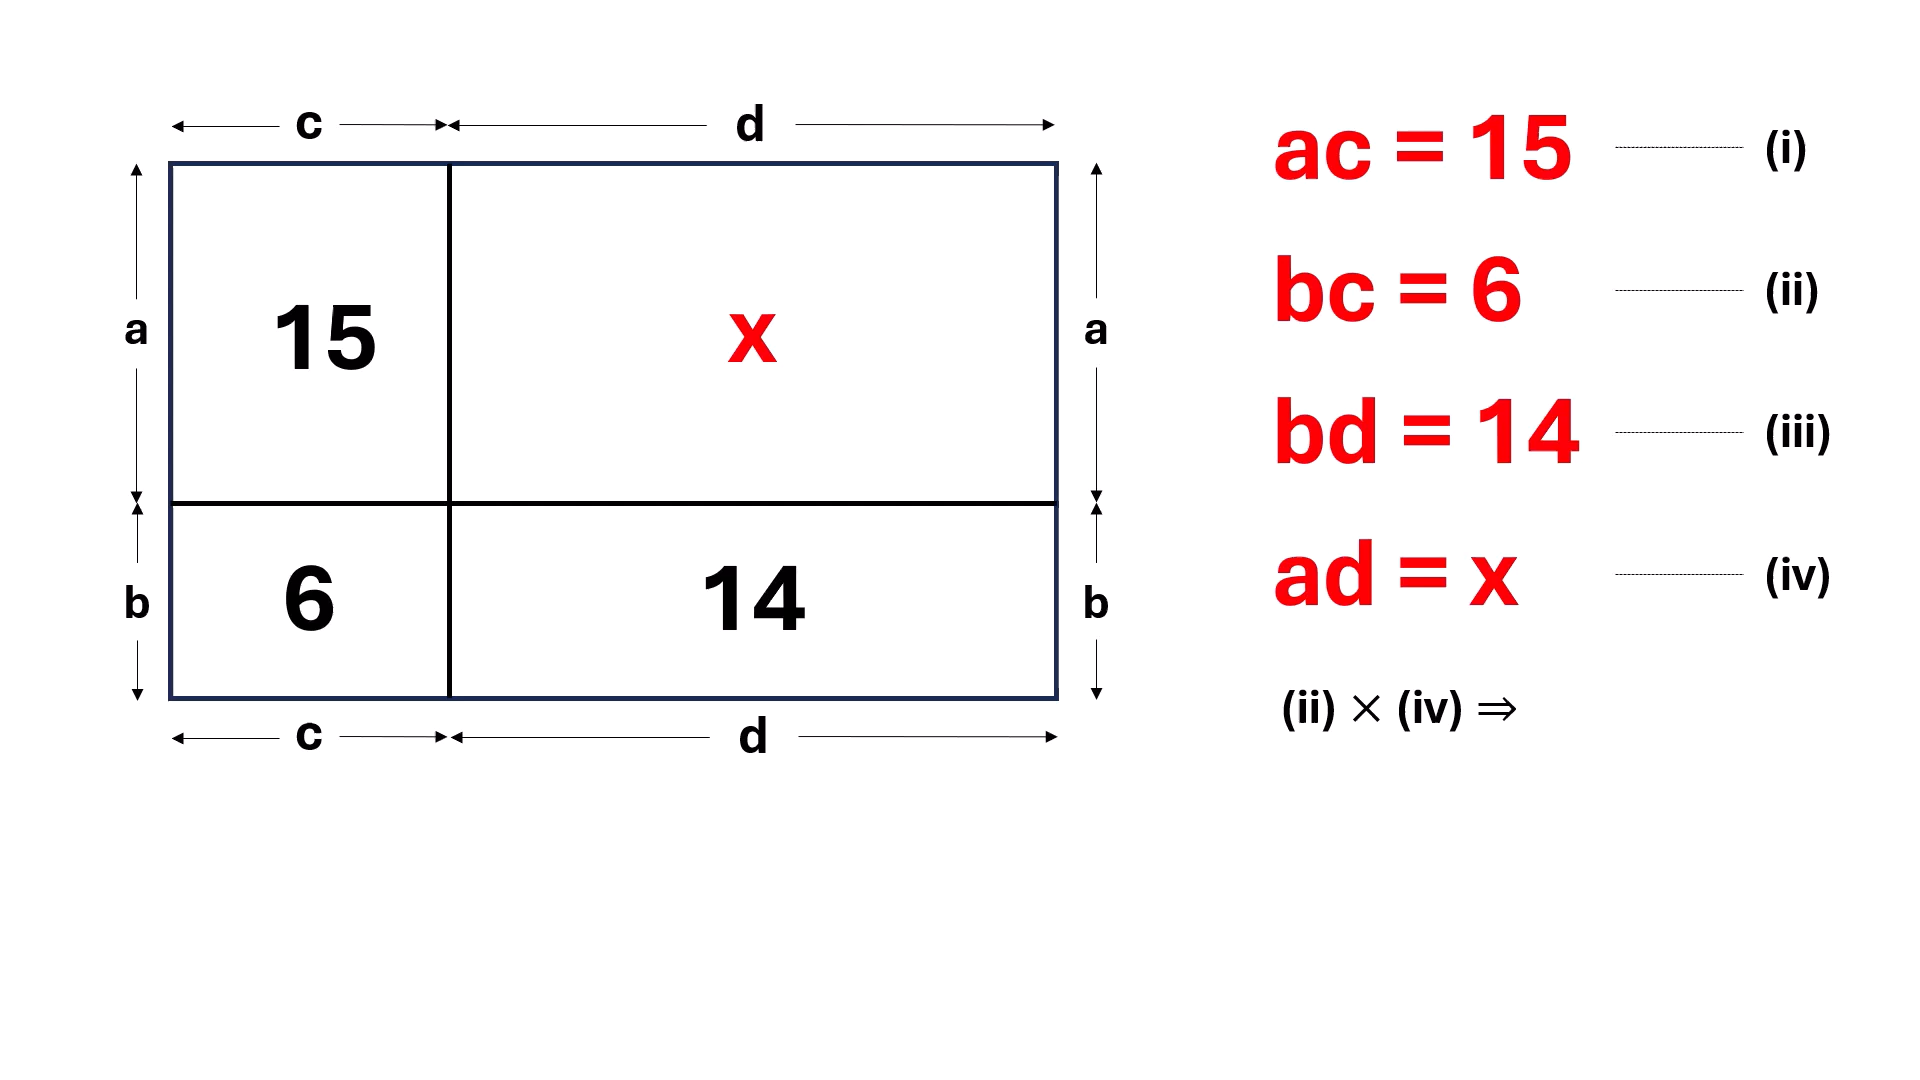 c d
a 15 x a
b 6 14 b
c d
ac = 15 (i)
bc = 6 (ii)
bd = 14 (iii)
ad = x (iv)
(ii) × (iv) ⇒